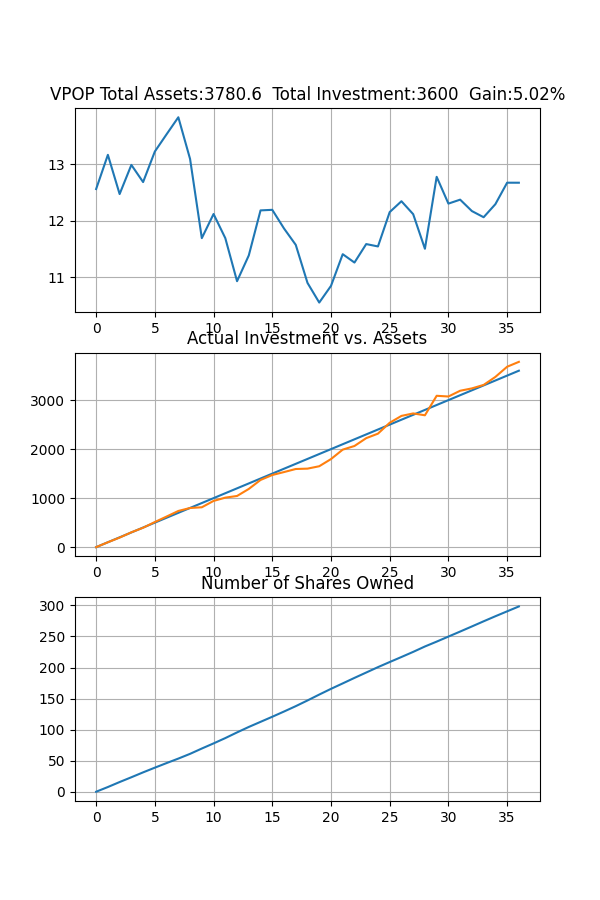 VPOP Total Assets:3780.6  Total Investment:3600  Gain:5.02%
13
12
11
0 5 10 15 20 25 30 35
Actual Investment vs. Assets
3000
2000
1000
0
0 5 10 15 20 25 30 35
Number of Shares Owned
300
250
200
150
100
50
0
0 5 10 15 20 25 30 35